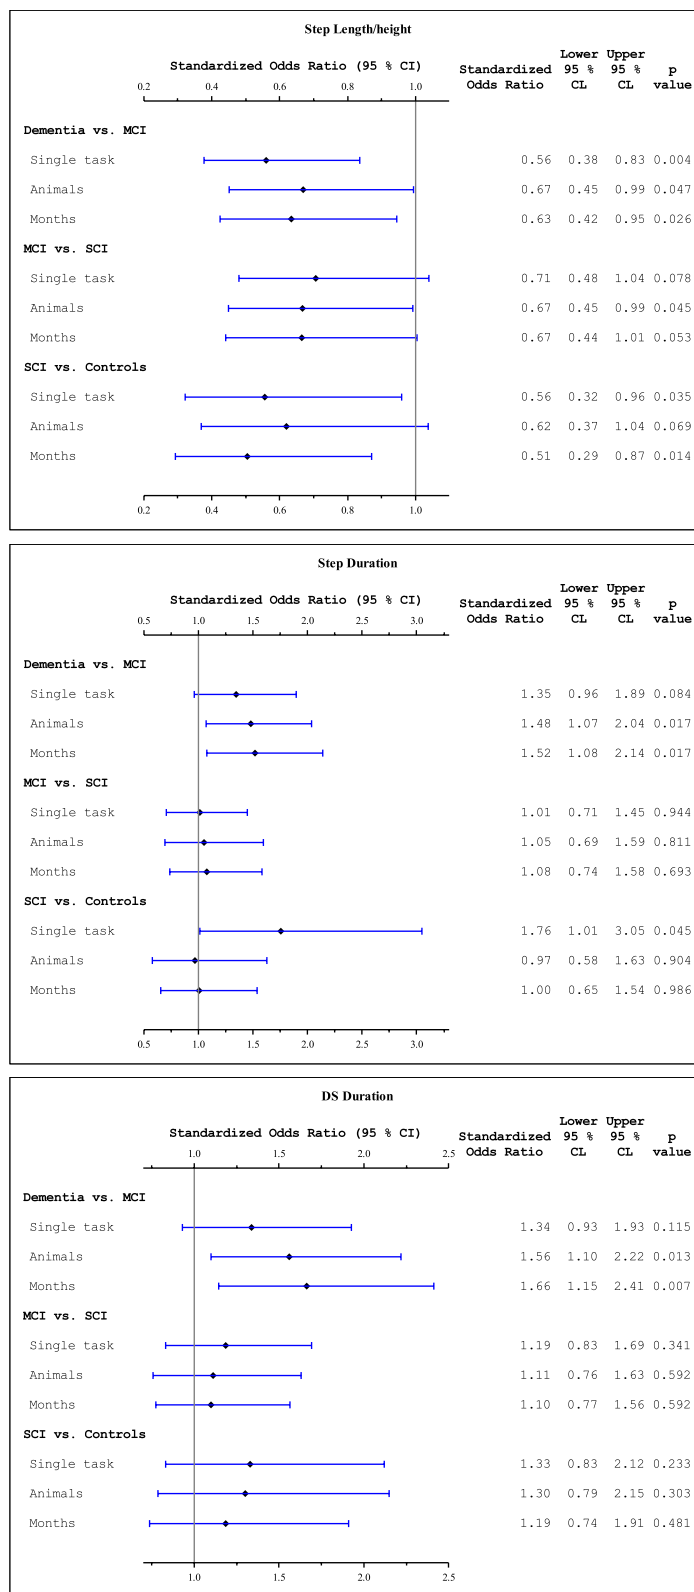 Step Length/height
Standardized Odds Ratio (95 % CI)
Standardized Odds Ratio
Lower 95 % CL
Upper 95 % CL
p value
0.2 0.4 0.6 0.8 1.0
Dementia vs. MCI
Single task 0.56 0.38 0.83 0.004
Animals 0.67 0.45 0.99 0.047
Months 0.63 0.42 0.95 0.026
MCI vs. SCI
Single task 0.71 0.48 1.04 0.078
Animals 0.67 0.45 0.99 0.045
Months 0.67 0.44 1.01 0.053
SCI vs. Controls
Single task 0.56 0.32 0.96 0.035
Animals 0.62 0.37 1.04 0.069
Months 0.51 0.29 0.87 0.014
0.2 0.4 0.6 0.8 1.0
Step Duration
Standardized Odds Ratio (95 % CI)
Standardized Odds Ratio
Lower 95 % CL
Upper 95 % CL
p value
0.5 1.0 1.5 2.0 2.5 3.0
Dementia vs. MCI
Single task 1.35 0.96 1.89 0.084
Animals 1.48 1.07 2.04 0.017
Months 1.52 1.08 2.14 0.017
MCI vs. SCI
Single task 1.01 0.71 1.45 0.944
Animals 1.05 0.69 1.59 0.811
Months 1.08 0.74 1.58 0.693
SCI vs. Controls
Single task 1.76 1.01 3.05 0.045
Animals 0.97 0.58 1.63 0.904
Months 1.00 0.65 1.54 0.986
0.5 1.0 1.5 2.0 2.5 3.0
DS Duration
Standardized Odds Ratio (95 % CI)
Standardized Odds Ratio
Lower 95 % CL
Upper 95 % CL
p value
1.0 1.5 2.0 2.5
Dementia vs. MCI
Single task 1.34 0.93 1.93 0.115
Animals 1.56 1.10 2.22 0.013
Months 1.66 1.15 2.41 0.007
MCI vs. SCI
Single task 1.19 0.83 1.69 0.341
Animals 1.11 0.76 1.63 0.592
Months 1.10 0.77 1.56 0.592
SCI vs. Controls
Single task 1.33 0.83 2.12 0.233
Animals 1.30 0.79 2.15 0.303
Months 1.19 0.74 1.91 0.481
1.0 1.5 2.0 2.5